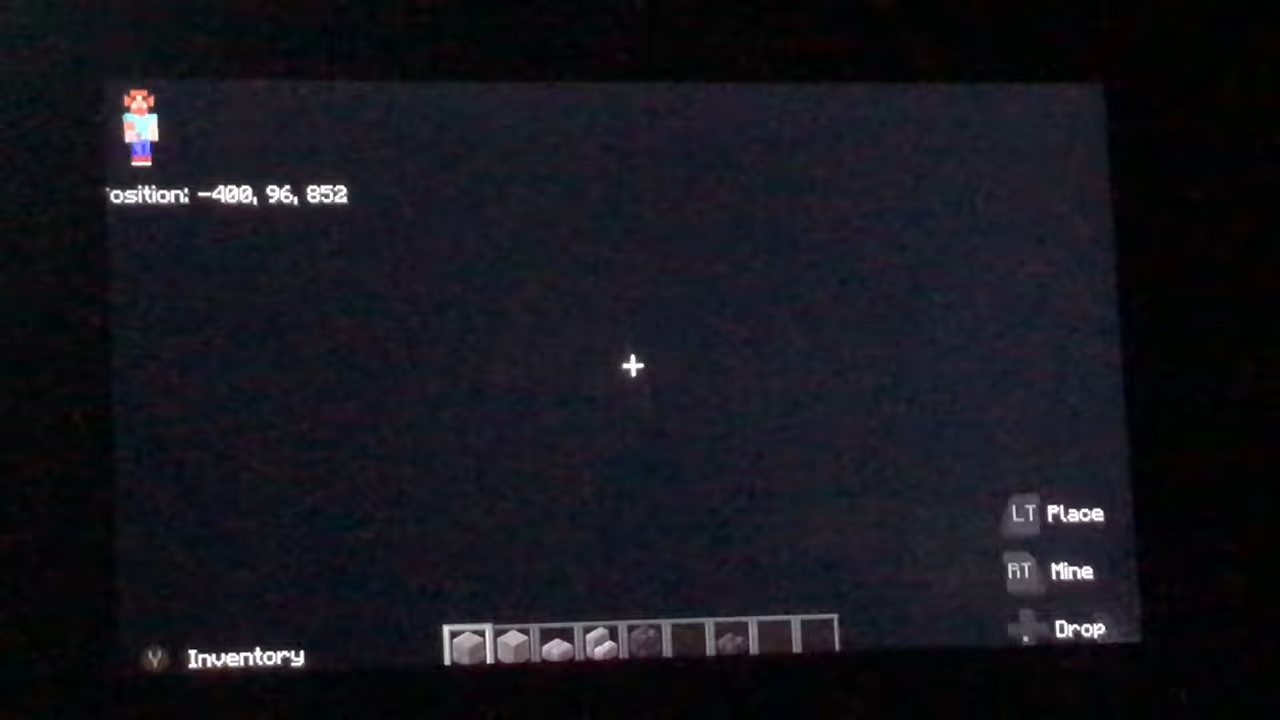 osition: -400, 96, 852
LT Place
RT Mine
Drop
Y Inventory